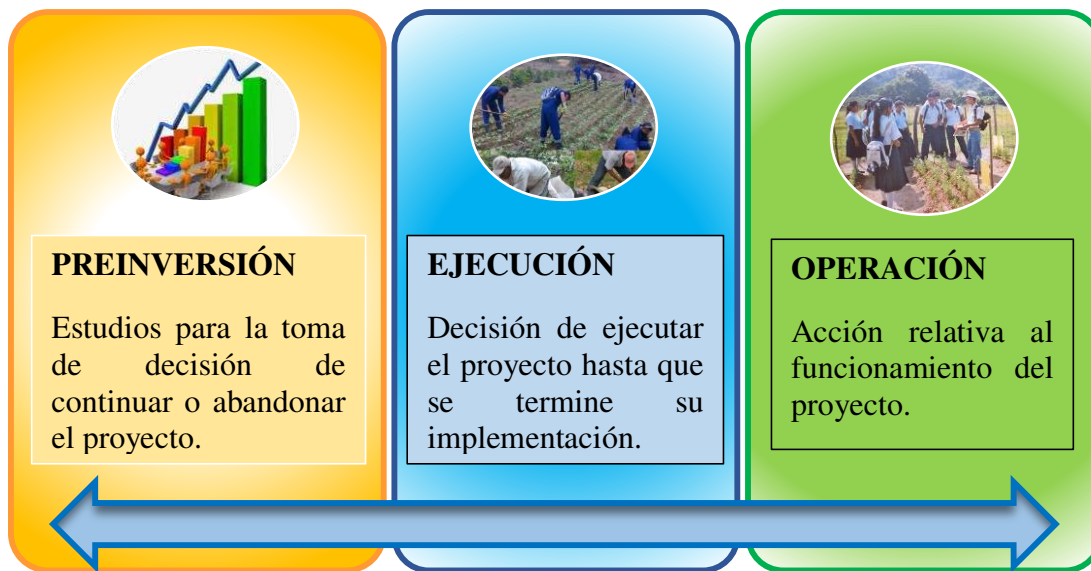 PREINVERSIÓN
Estudios para la toma
de decisión de
continuar o abandonar
el proyecto.
EJECUCIÓN
Decisión de ejecutar
el proyecto hasta que
se termine su
implementación.
OPERACIÓN
Acción relativa al
funcionamiento del
proyecto.